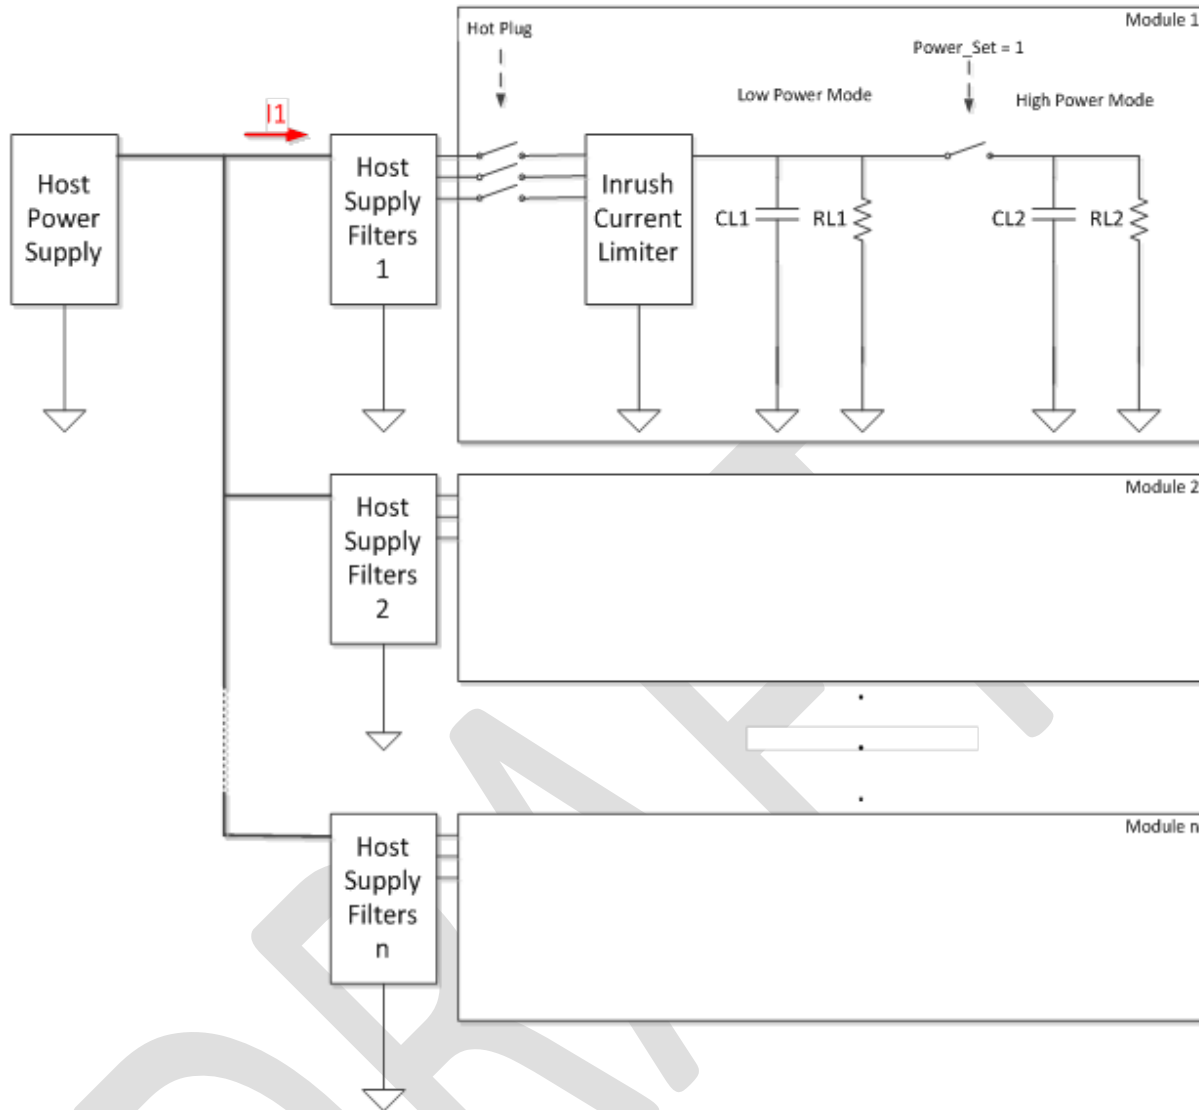 Module 1
Hot Plug
Power_Set = 1
Low Power Mode
High Power Mode
I1
Host
Power
Supply
Host
Supply
Filters
1
Inrush
Current
Limiter
CL1
RL1
CL2
RL2
Module 2
Host
Supply
Filters
2
Module n
Host
Supply
Filters
n
DRAFT